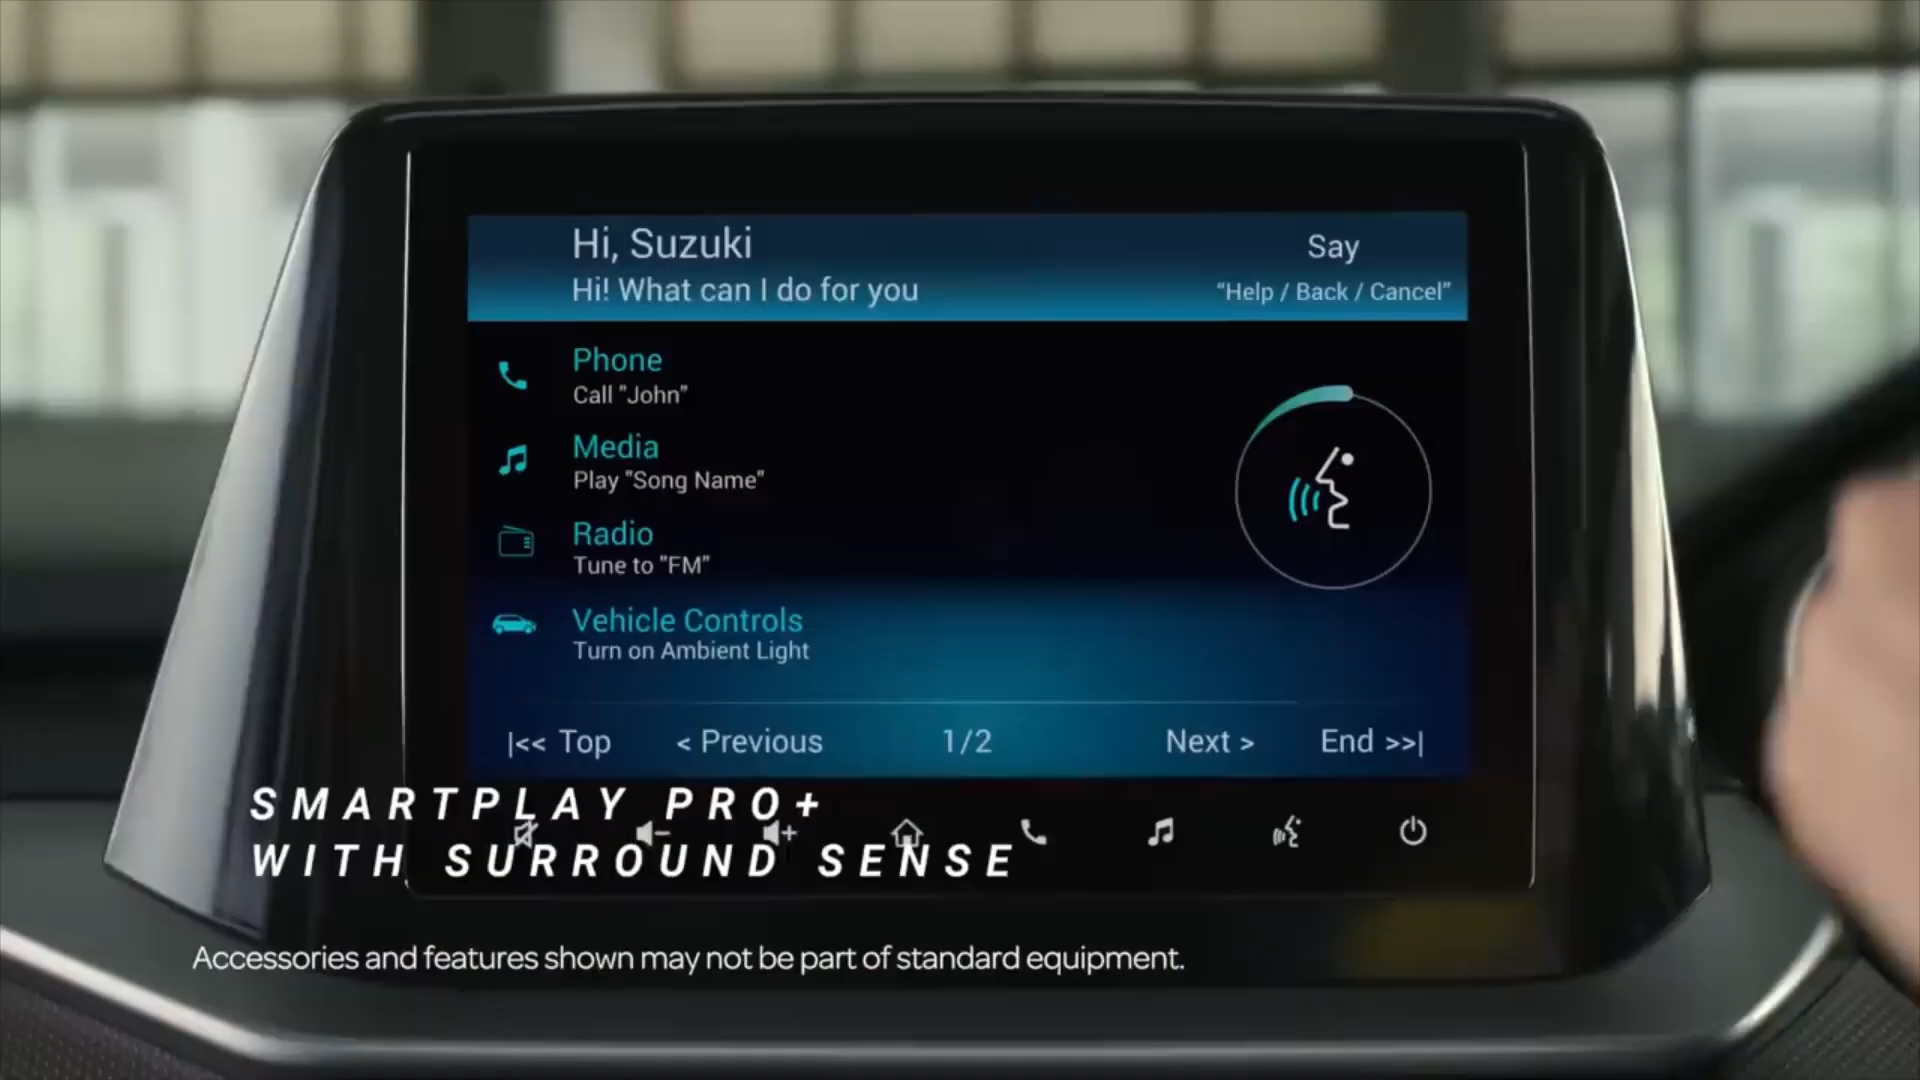 Hi, Suzuki
Hi! What can I do for you
Say
“Help / Back / Cancel”
Phone
Call "John"
Media
Play "Song Name"
Radio
Tune to "FM"
Vehicle Controls
Turn on Ambient Light
|<< Top < Previous 1/2 Next > End >>|
SMARTPLAY PRO+
WITH SURROUND SENSE
Accessories and features shown may not be part of standard equipment.